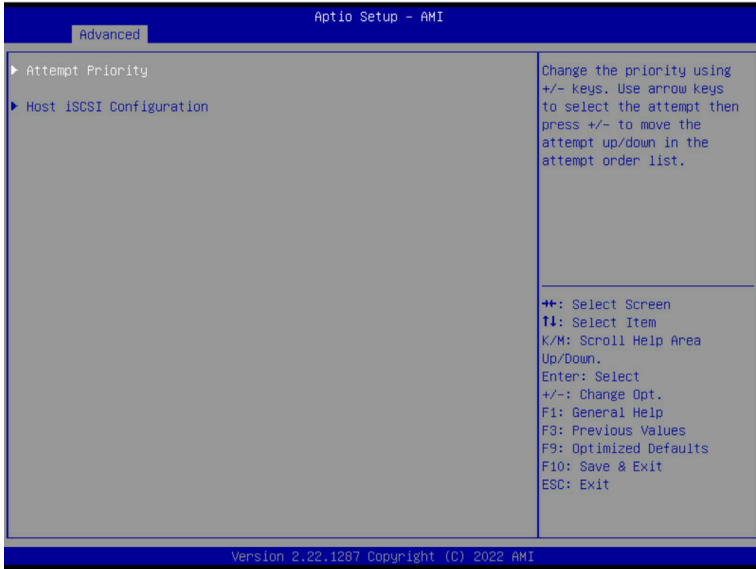 Aptio Setup – AMI
Advanced
▶ Attempt Priority
▶ Host iSCSI Configuration
Change the priority using
+/– keys. Use arrow keys
to select the attempt then
press +/– to move the
attempt up/down in the
attempt order list.
→←: Select Screen
↑↓: Select Item
K/M: Scroll Help Area
Up/Down.
Enter: Select
+/–: Change Opt.
F1: General Help
F3: Previous Values
F9: Optimized Defaults
F10: Save & Exit
ESC: Exit
Version 2.22.1287 Copyright (C) 2022 AMI